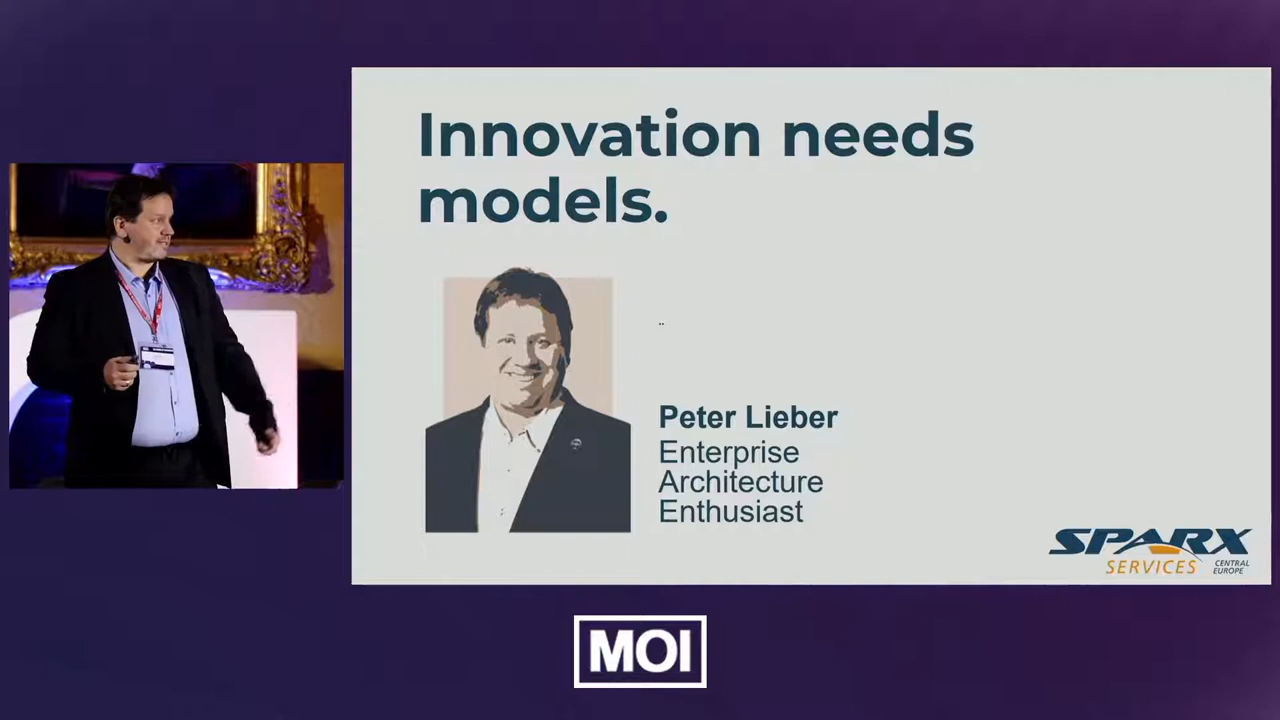 Innovation needs
models.
..
Peter Lieber
Enterprise
Architecture
Enthusiast
SPARX
SERVICES
CENTRAL
EUROPE
MOI